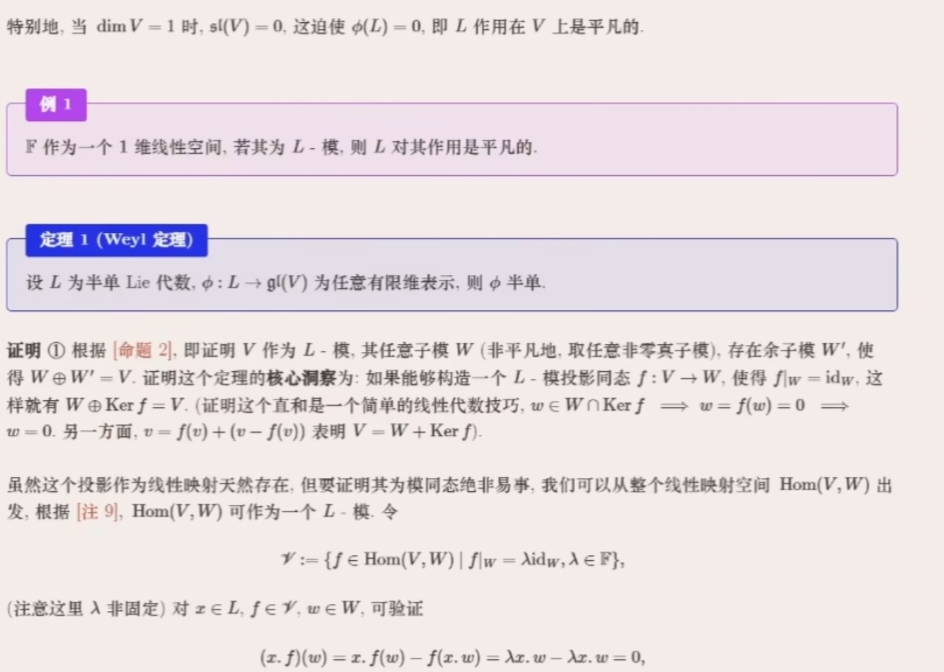 特别地, 当 dim V = 1 时, 𝔰𝔩(V) = 0, 这迫使 ϕ(L) = 0, 即 L 作用在 V 上是平凡的.
例 1
𝔽 作为一个 1 维线性空间, 若其为 L - 模, 则 L 对其作用是平凡的.
定理 1 (Weyl 定理)
设 L 为半单 Lie 代数, ϕ : L → 𝔤𝔩(V) 为任意有限维表示, 则 ϕ 半单.
证明 ① 根据 [命题 2], 即证明 V 作为 L - 模, 其任意子模 W (非平凡地, 取任意非零真子模), 存在余子模 W′, 使
得 W ⊕ W′ = V. 证明这个定理的核心洞察为: 如果能够构造一个 L - 模投影同态 f : V → W, 使得 f|_W = id_W, 这
样就有 W ⊕ Ker f = V. (证明这个直和是一个简单的线性代数技巧, w ∈ W ∩ Ker f ⟹ w = f(w) = 0 ⟹
w = 0. 另一方面, v = f(v) + (v − f(v)) 表明 V = W + Ker f).
虽然这个投影作为线性映射天然存在, 但要证明其为模同态绝非易事, 我们可以从整个线性映射空间 Hom(V, W) 出
发, 根据 [注 9], Hom(V, W) 可作为一个 L - 模. 令
𝒱 := {f ∈ Hom(V, W) | f|_W = λid_W, λ ∈ 𝔽},
(注意这里 λ 非固定) 对 x ∈ L, f ∈ 𝒱, w ∈ W, 可验证
(x. f)(w) = x. f(w) − f(x. w) = λx. w − λx. w = 0,